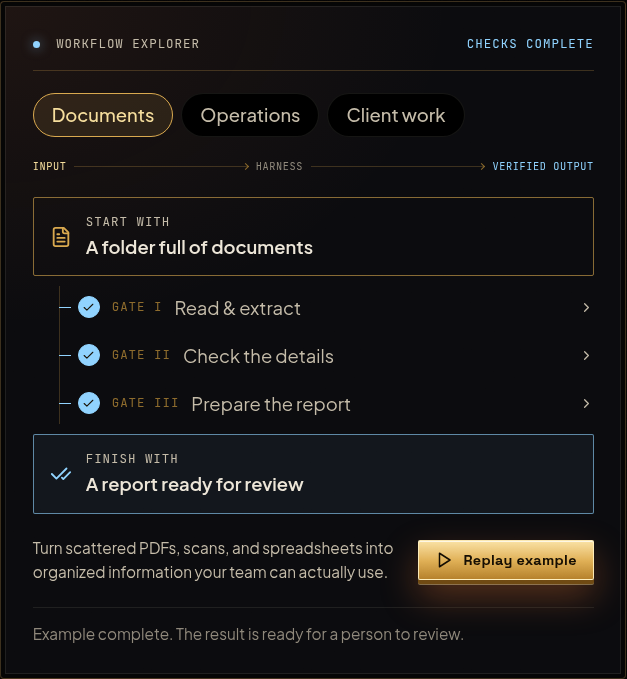 WORKFLOW EXPLORER
CHECKS COMPLETE
Documents
Operations
Client work
INPUT
HARNESS
VERIFIED OUTPUT
START WITH
A folder full of documents
GATE I Read & extract
GATE II Check the details
GATE III Prepare the report
FINISH WITH
A report ready for review
Turn scattered PDFs, scans, and spreadsheets into
organized information your team can actually use.
Replay example
Example complete. The result is ready for a person to review.